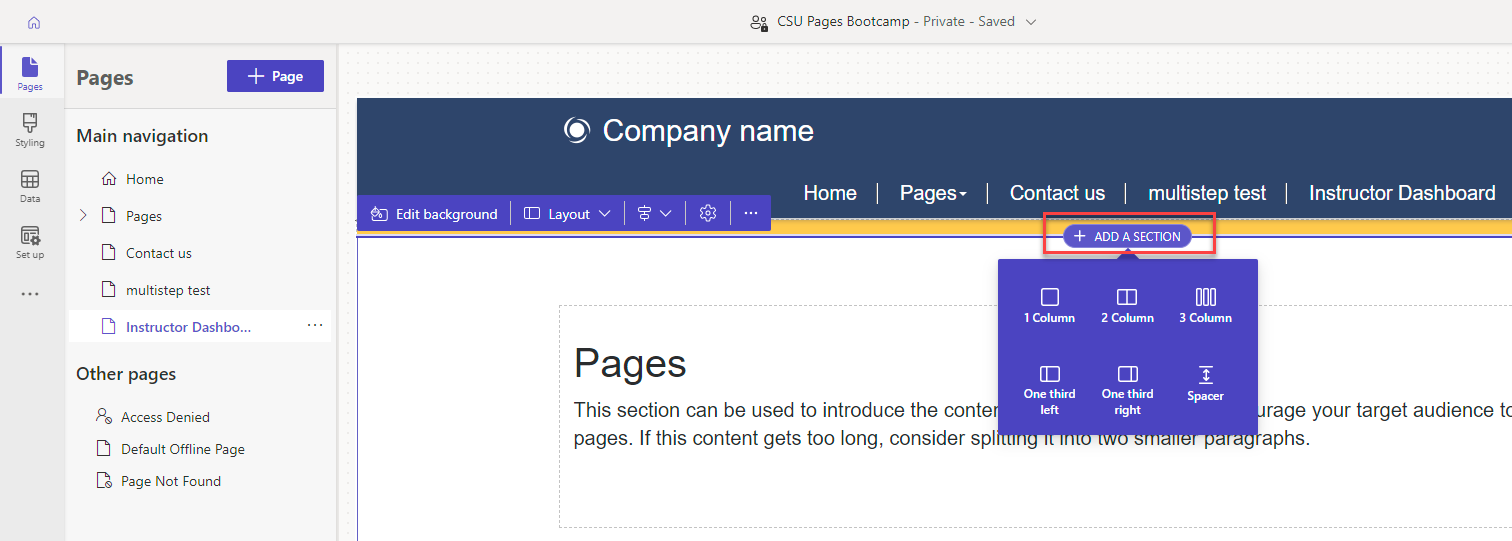 CSU Pages Bootcamp - Private - Saved
Pages
Styling
Data
Set up
Pages
Page
Main navigation
Home
Pages
Contact us
multistep test
Instructor Dashbo...
Other pages
Access Denied
Default Offline Page
Page Not Found
Company name
Home Pages Contact us multistep test Instructor Dashboard
Edit background Layout
ADD A SECTION
1 Column 2 Column 3 Column
One third left One third right Spacer
Pages
This section can be used to introduce the urage your target audience to
pages. If this content gets too long, consider splitting it into two smaller paragraphs.